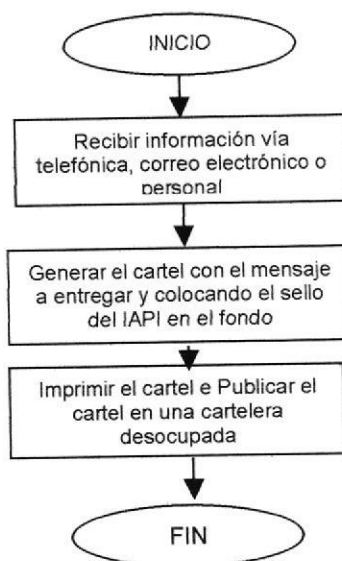 INICIO
Recibir información vía
telefónica, correo electrónico o
personal
Generar el cartel con el mensaje
a entregar y colocando el sello
del IAPI en el fondo
Imprimir el cartel e Publicar el
cartel en una cartelera
desocupada
FIN